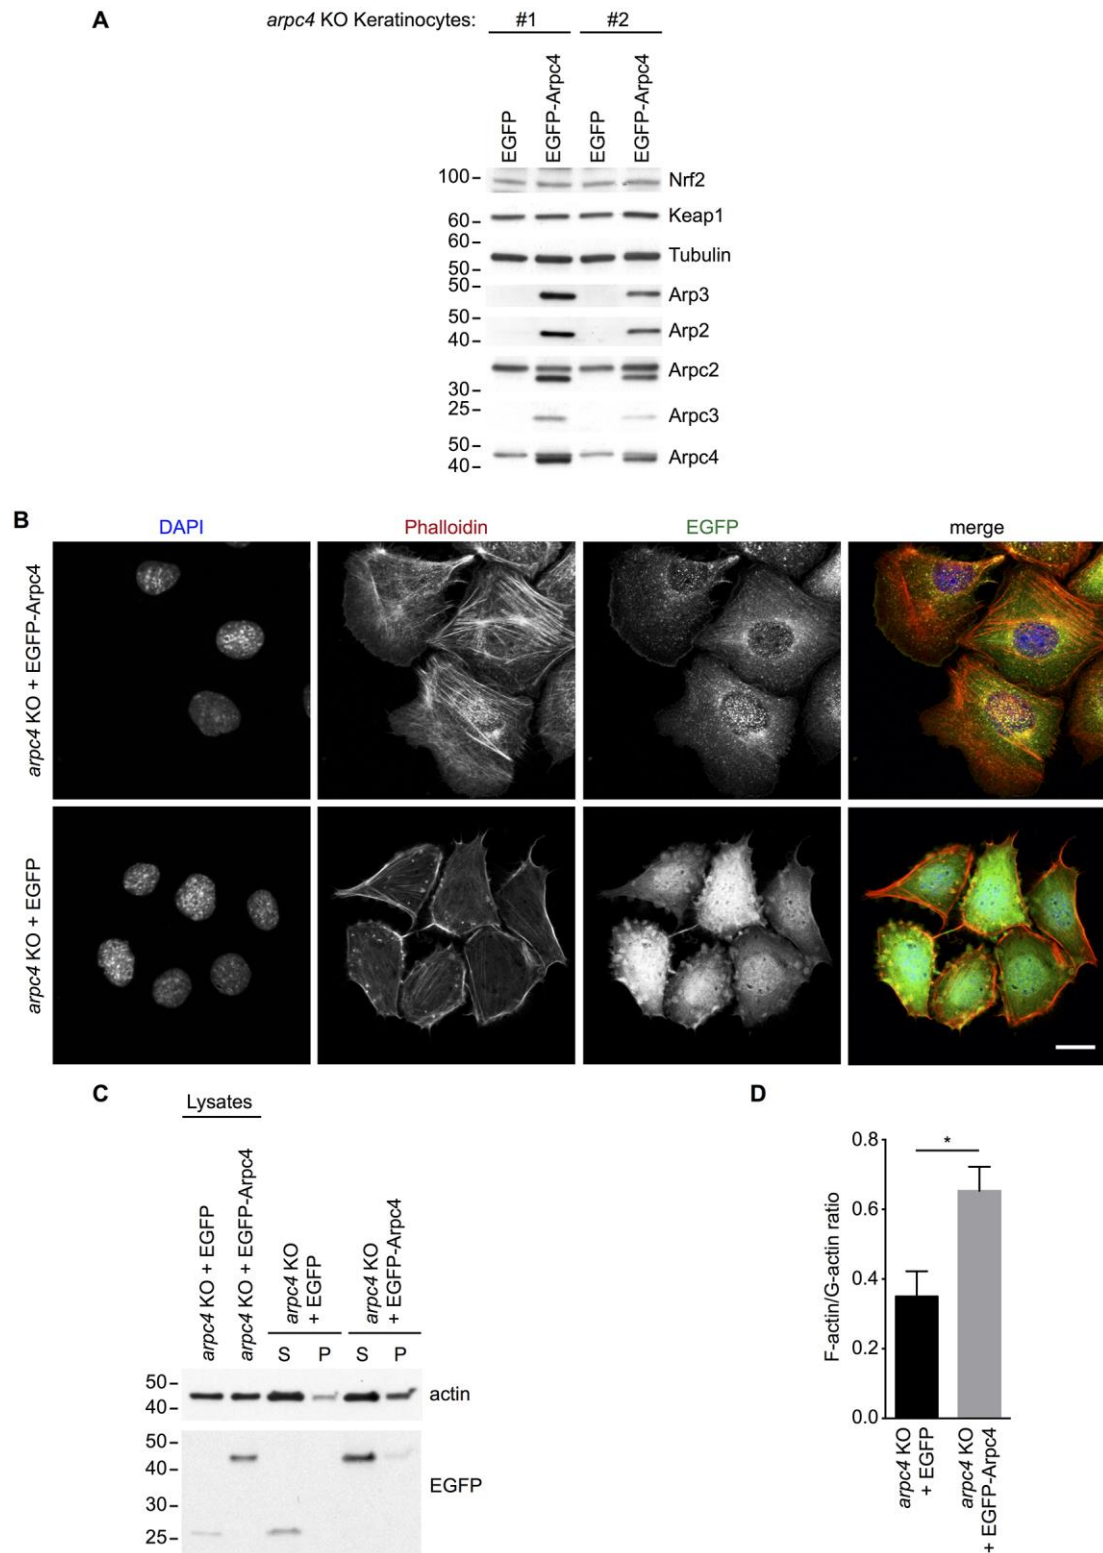 A
arpc4 KO Keratinocytes: #1 #2
EGFP EGFP-Arpc4 EGFP EGFP-Arpc4
100 Nrf2
60 Keap1
60 Tubulin
50
50 Arp3
50 Arp2
40
Arpc2
30
25 Arpc3
50 Arpc4
40
B
DAPI Phalloidin EGFP merge
arpc4 KO + EGFP-Arpc4
arpc4 KO + EGFP
C
Lysates
arpc4 KO + EGFP
arpc4 KO + EGFP-Arpc4
arpc4 KO
+ EGFP
arpc4 KO
+ EGFP-Arpc4
S P S P
50 actin
40
50
40
EGFP
30
25
D
F-actin/G-actin ratio
0.8
*
0.6
0.4
0.2
0.0
arpc4 KO
+ EGFP
arpc4 KO
+ EGFP-Arpc4